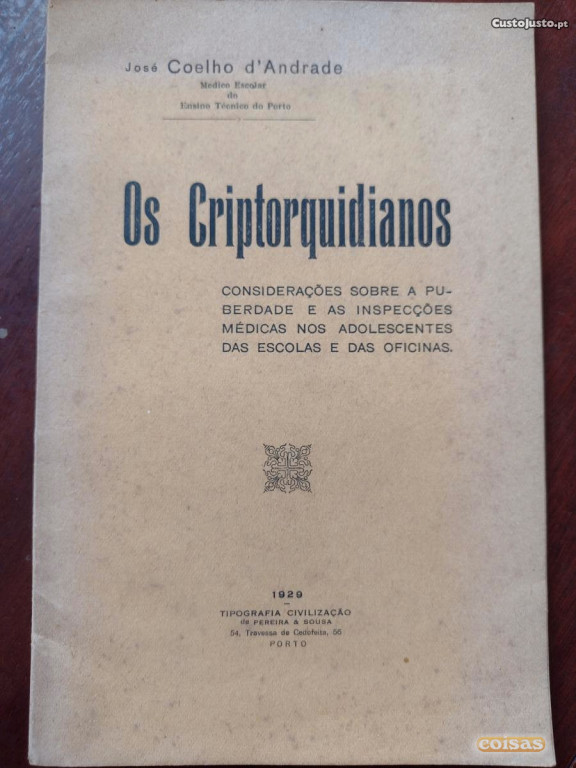 CustoJusto.pt
José Coelho d'Andrade
Medico Escolar
do
Ensino Técnico do Porto
Os Criptorquidianos
CONSIDERAÇÕES SOBRE A PU-
BERDADE E AS INSPECÇÕES
MÉDICAS NOS ADOLESCENTES
DAS ESCOLAS E DAS OFICINAS.
1929
TIPOGRAFIA CIVILIZAÇÃO
de PEREIRA & SOUSA
54, Travessa de Cedofeita, 56
PORTO
coisas